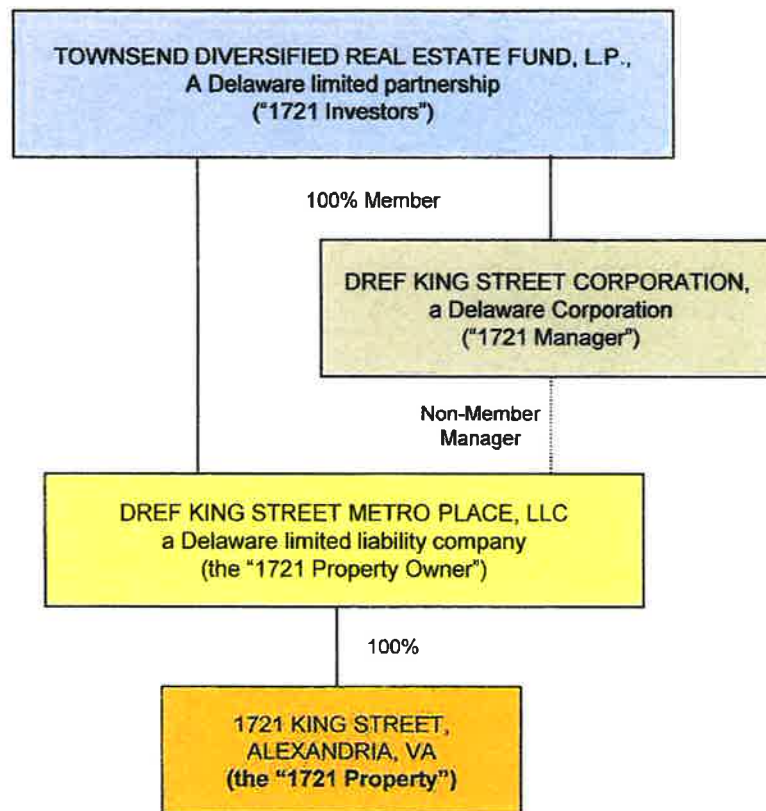 TOWNSEND DIVERSIFIED REAL ESTATE FUND, L.P.,
A Delaware limited partnership
("1721 Investors")
100% Member
DREF KING STREET CORPORATION,
a Delaware Corporation
("1721 Manager")
Non-Member
Manager
DREF KING STREET METRO PLACE, LLC
a Delaware limited liability company
(the "1721 Property Owner")
100%
1721 KING STREET,
ALEXANDRIA, VA
(the "1721 Property")